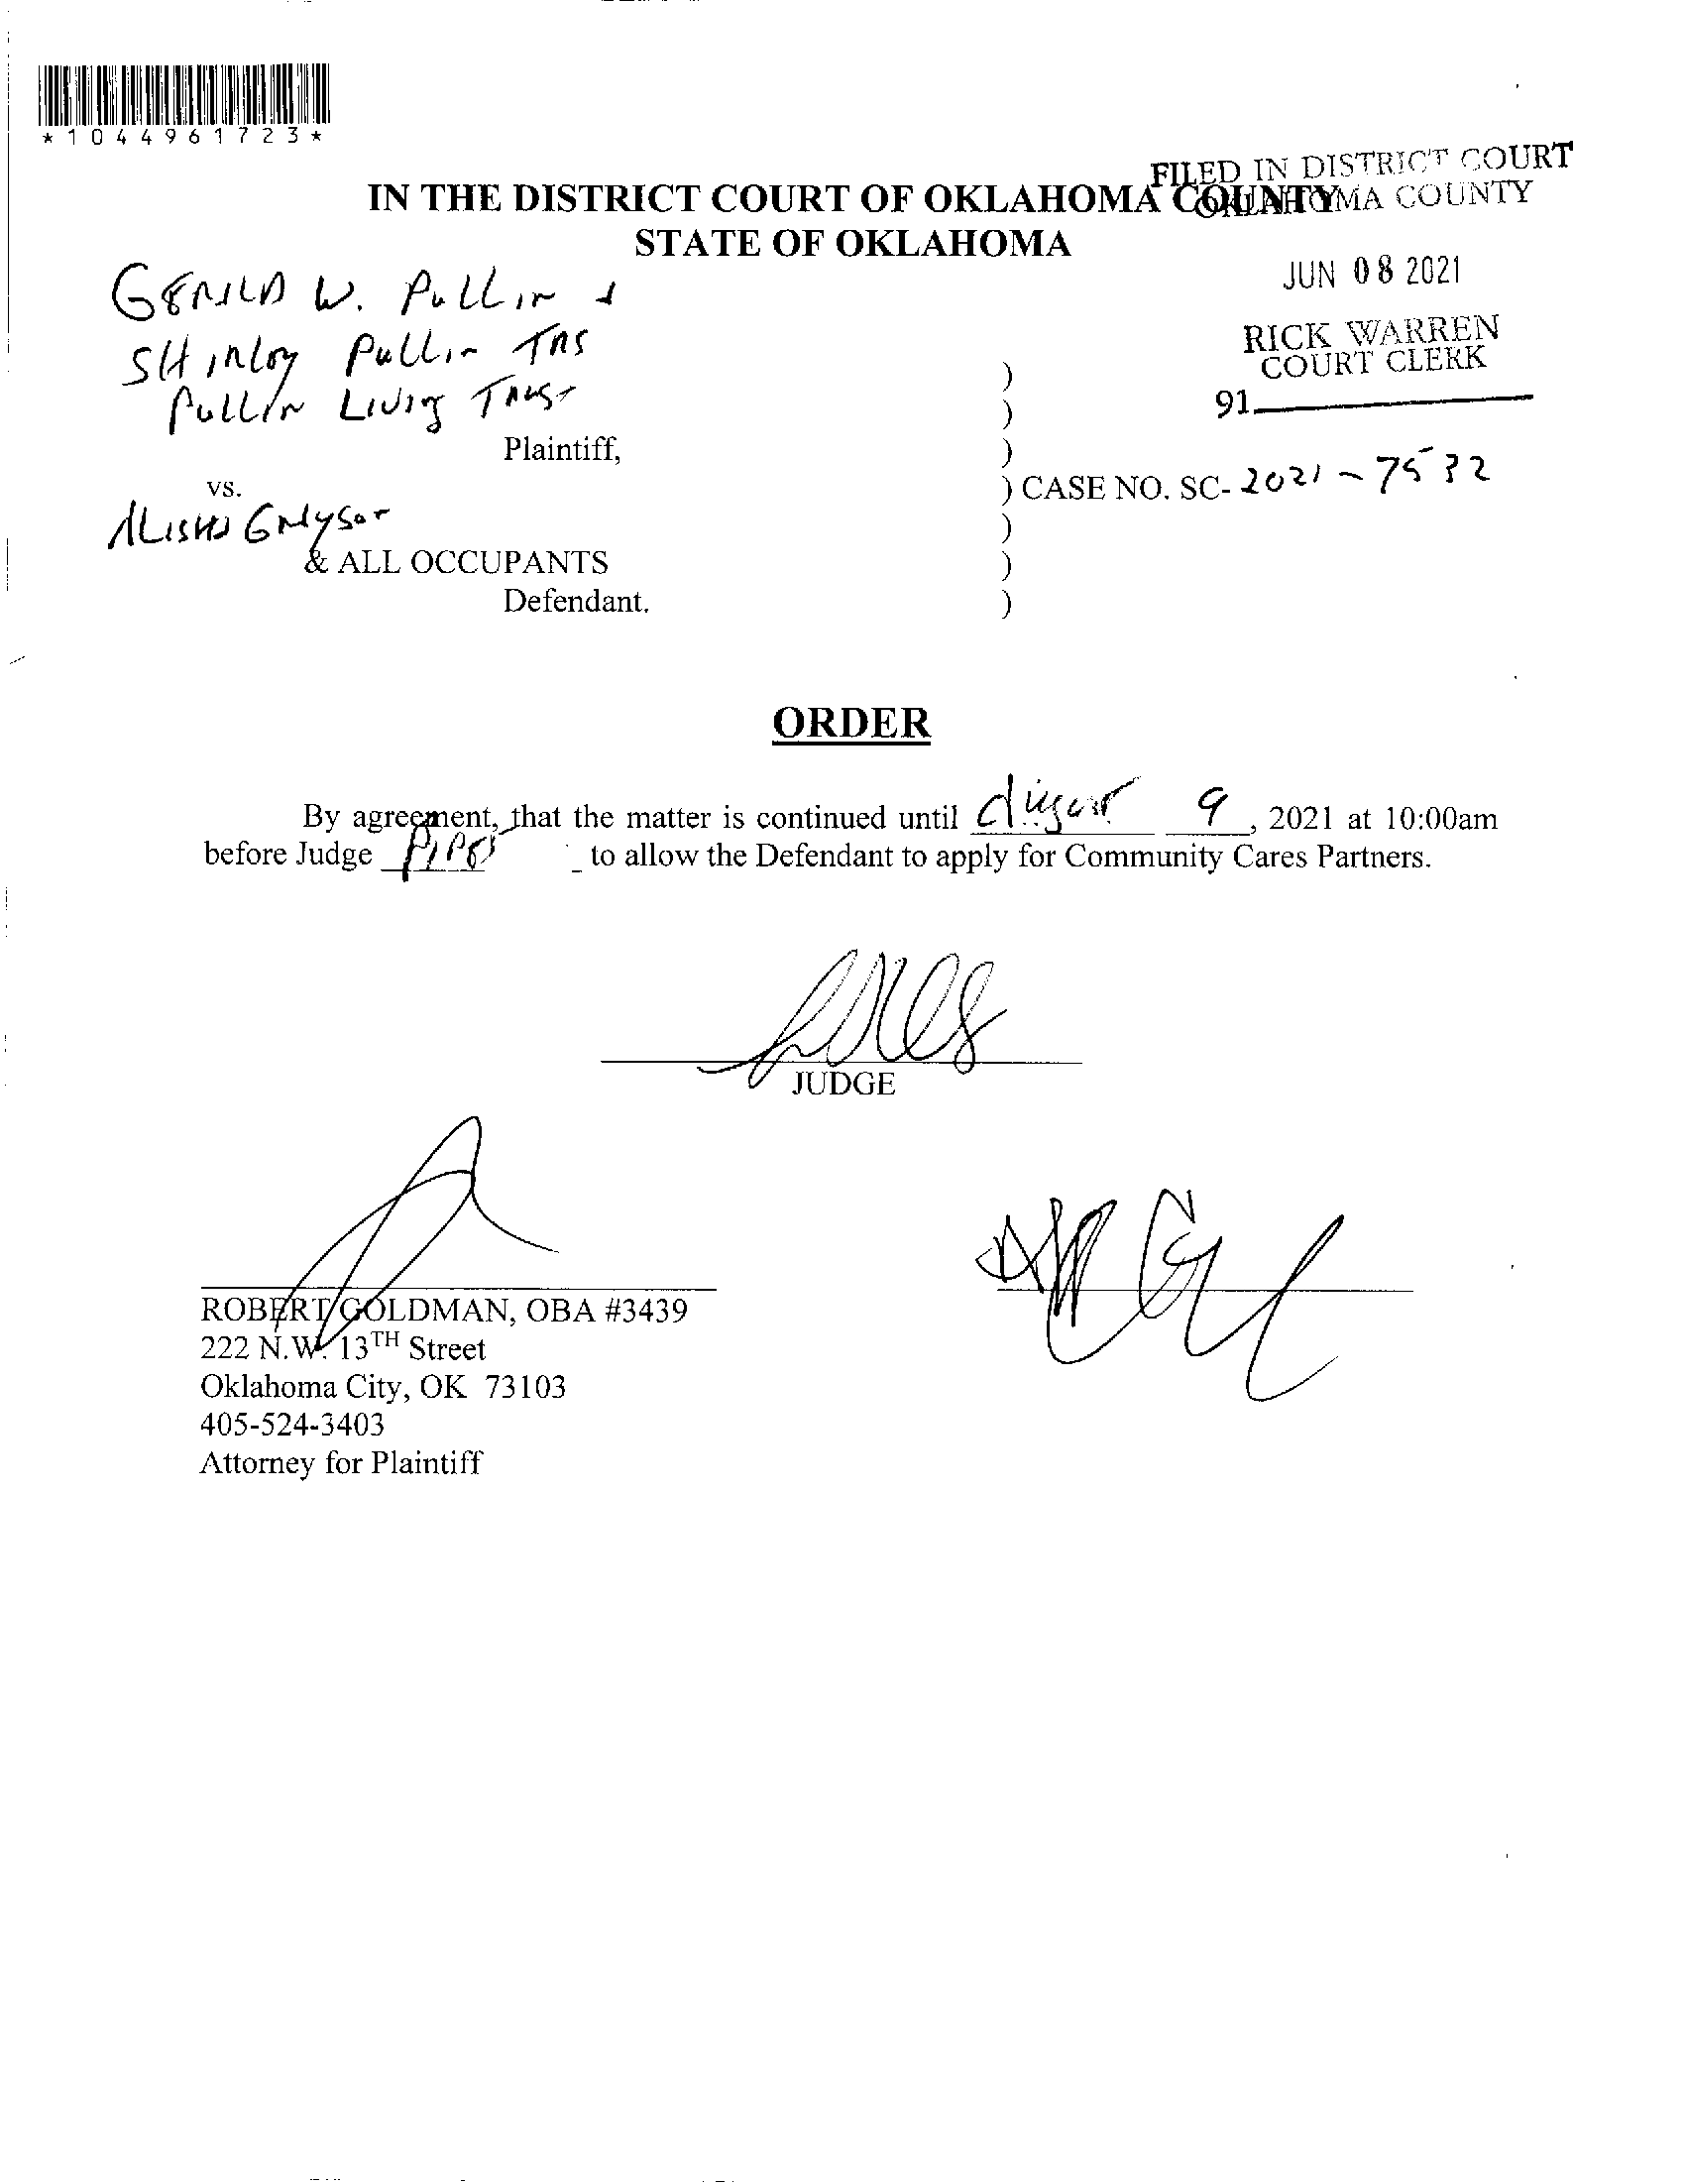 *1044961723*
FILED IN DISTRICT COURT
OKLAHOMA COUNTY
IN THE DISTRICT COURT OF OKLAHOMA COUNTY
STATE OF OKLAHOMA
JUN 08 2021
RICK WARREN
COURT CLERK
91
GERALD W. PULLIN &
SHIRLEY PULLIN TRS
PULLIN LIVING TRUST
Plaintiff,
vs.
CASE NO. SC- 2021-7532
ALISHA GRAYSON
& ALL OCCUPANTS
Defendant.
)
)
)
)
)
)
)
ORDER
By agreement, that the matter is continued until August 9, 2021 at 10:00am
before Judge PIPES to allow the Defendant to apply for Community Cares Partners.
JUDGE
ROBERT GOLDMAN, OBA #3439
222 N.W. 13TH Street
Oklahoma City, OK 73103
405-524-3403
Attorney for Plaintiff